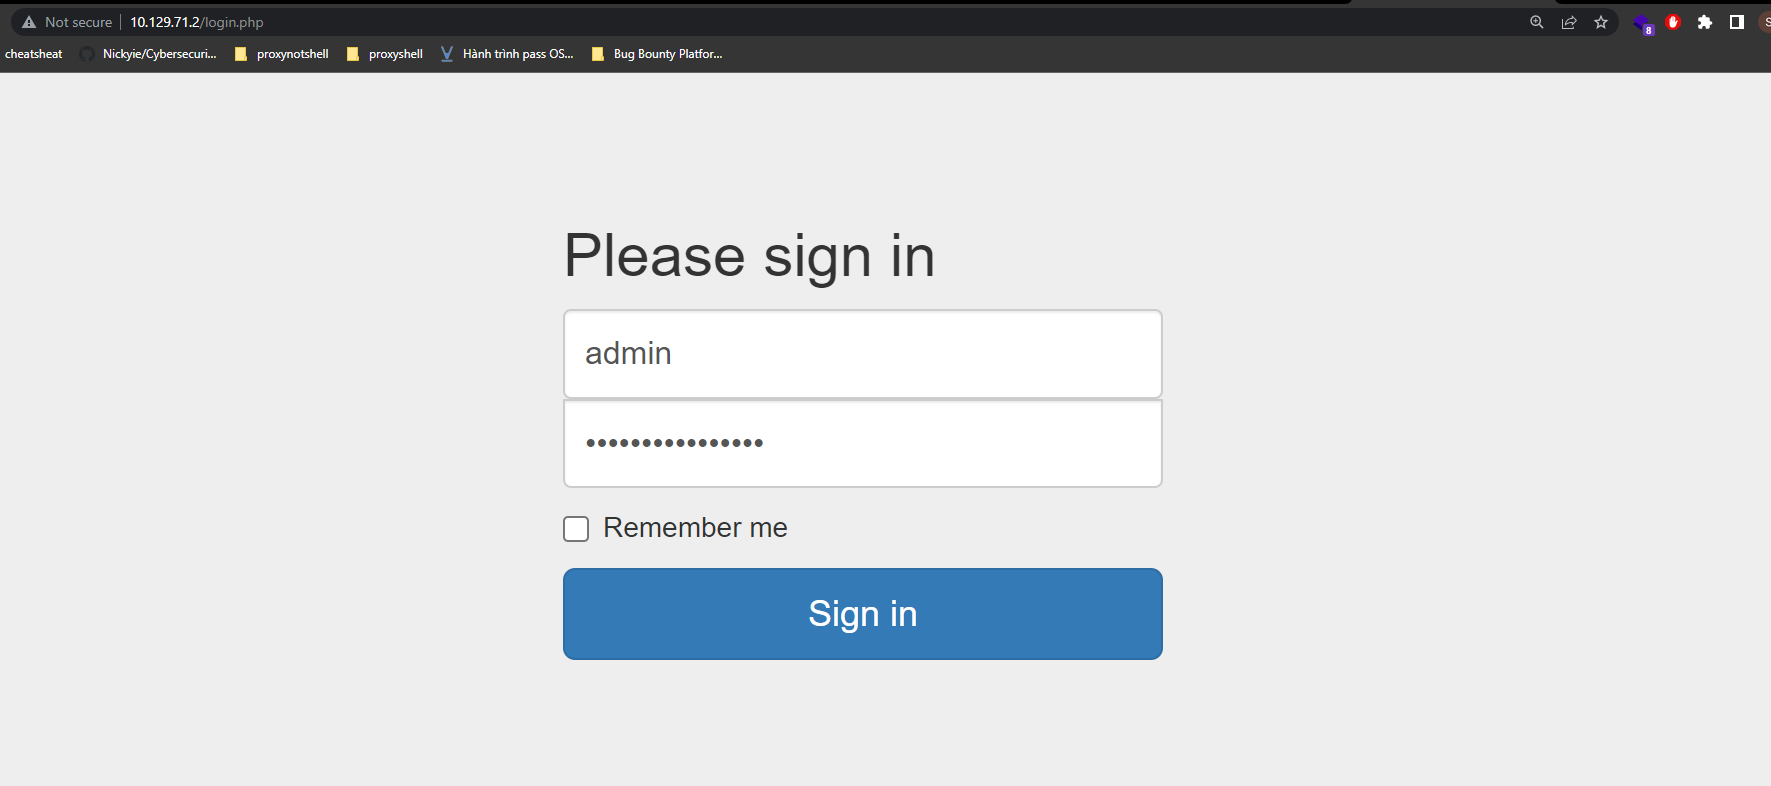 Not secure 10.129.71.2/login.php
8
S
cheatsheat Nickyie/Cybersecuri... proxynotshell proxyshell Hành trình pass OS... Bug Bounty Platfor...
Please sign in
admin
••••••••••••••••
Remember me
Sign in